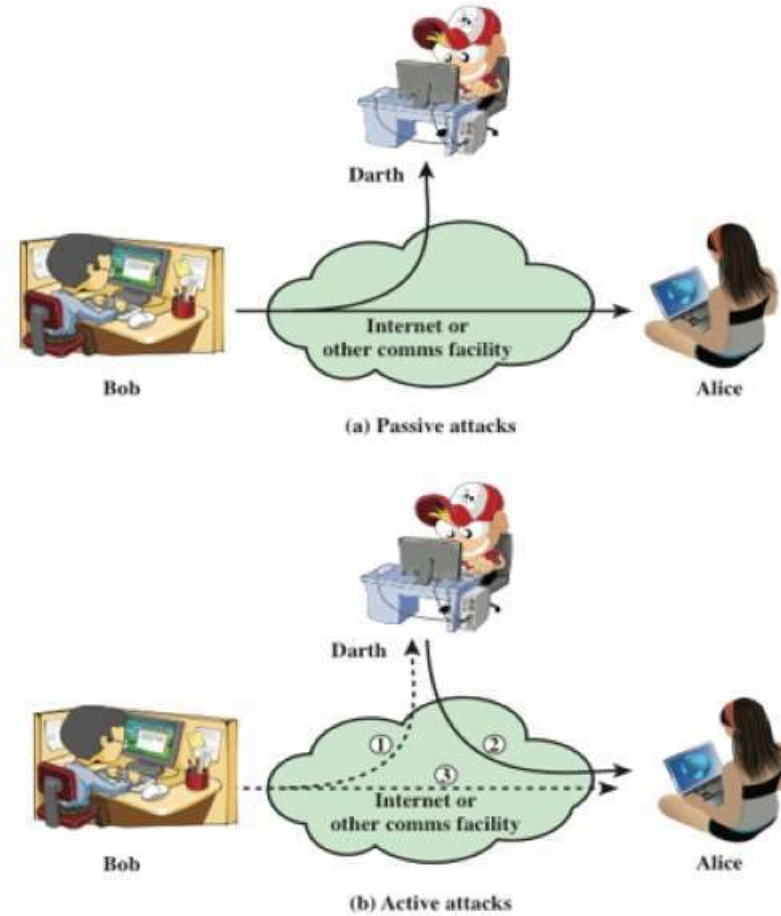 Darth
Internet or
other comms facility
Bob
Alice
(a) Passive attacks
Darth
①
②
③
Internet or
other comms facility
Bob
Alice
(b) Active attacks